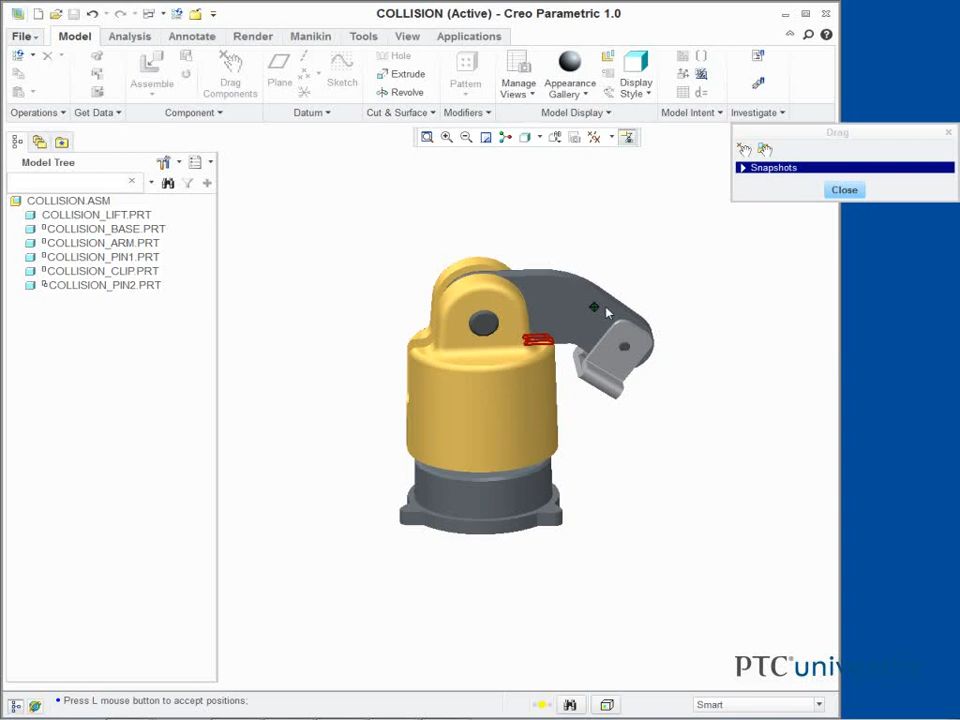 COLLISION (Active) - Creo Parametric 1.0
File Model Analysis Annotate Render Manikin Tools View Applications
Assemble
Drag Components
Plane
Sketch
Hole
Extrude
Revolve
Pattern
Manage Views
Appearance Gallery
Display Style
d=
Operations Get Data Component Datum Cut & Surface Modifiers Model Display Model Intent Investigate
Drag
Snapshots
Close
Model Tree
COLLISION.ASM
COLLISION_LIFT.PRT
COLLISION_BASE.PRT
COLLISION_ARM.PRT
COLLISION_PIN1.PRT
COLLISION_CLIP.PRT
COLLISION_PIN2.PRT
PTC
Press L mouse button to accept positions;
Smart